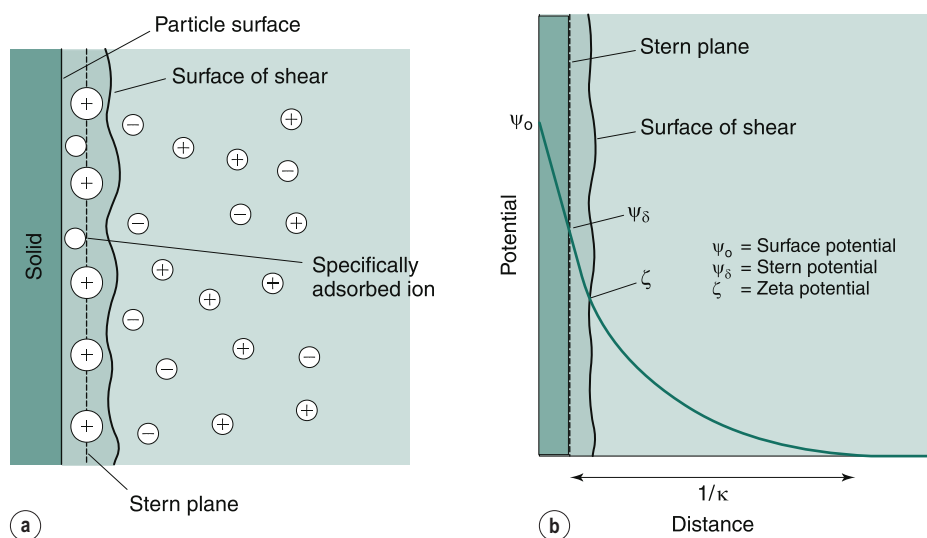 Particle surface
Surface of shear
Solid
Specifically
adsorbed ion
Stern plane
a
Stern plane
Surface of shear
ψo
Potential
ψδ
ζ
ψo = Surface potential
ψδ = Stern potential
ζ = Zeta potential
1/κ
b
Distance